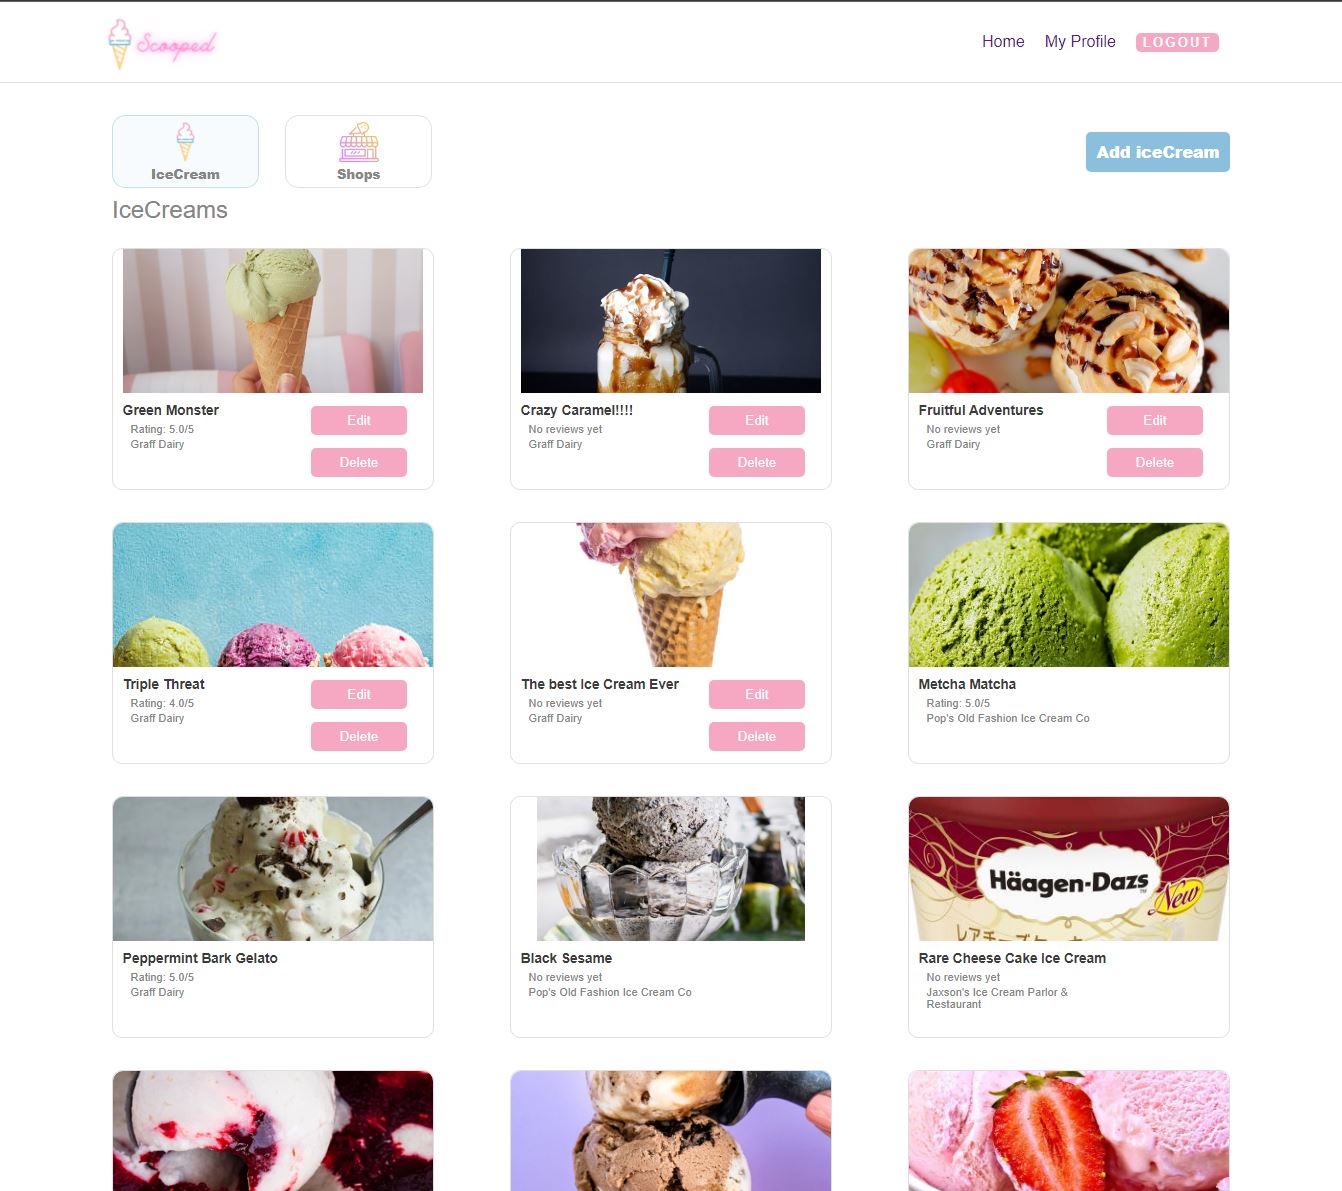 Scooped
Home My Profile LOGOUT
IceCream
Shops
Add iceCream
IceCreams
Green Monster
Rating: 5.0/5
Graff Dairy
Edit
Delete
Crazy Caramel!!!!
No reviews yet
Graff Dairy
Edit
Delete
Fruitful Adventures
No reviews yet
Graff Dairy
Edit
Delete
Triple Threat
Rating: 4.0/5
Graff Dairy
Edit
Delete
The best Ice Cream Ever
No reviews yet
Graff Dairy
Edit
Delete
Metcha Matcha
Rating: 5.0/5
Pop's Old Fashion Ice Cream Co
Peppermint Bark Gelato
Rating: 5.0/5
Graff Dairy
Black Sesame
No reviews yet
Pop's Old Fashion Ice Cream Co
Häagen-Dazs
New
Rare Cheese Cake Ice Cream
No reviews yet
Jaxson's Ice Cream Parlor &
Restaurant